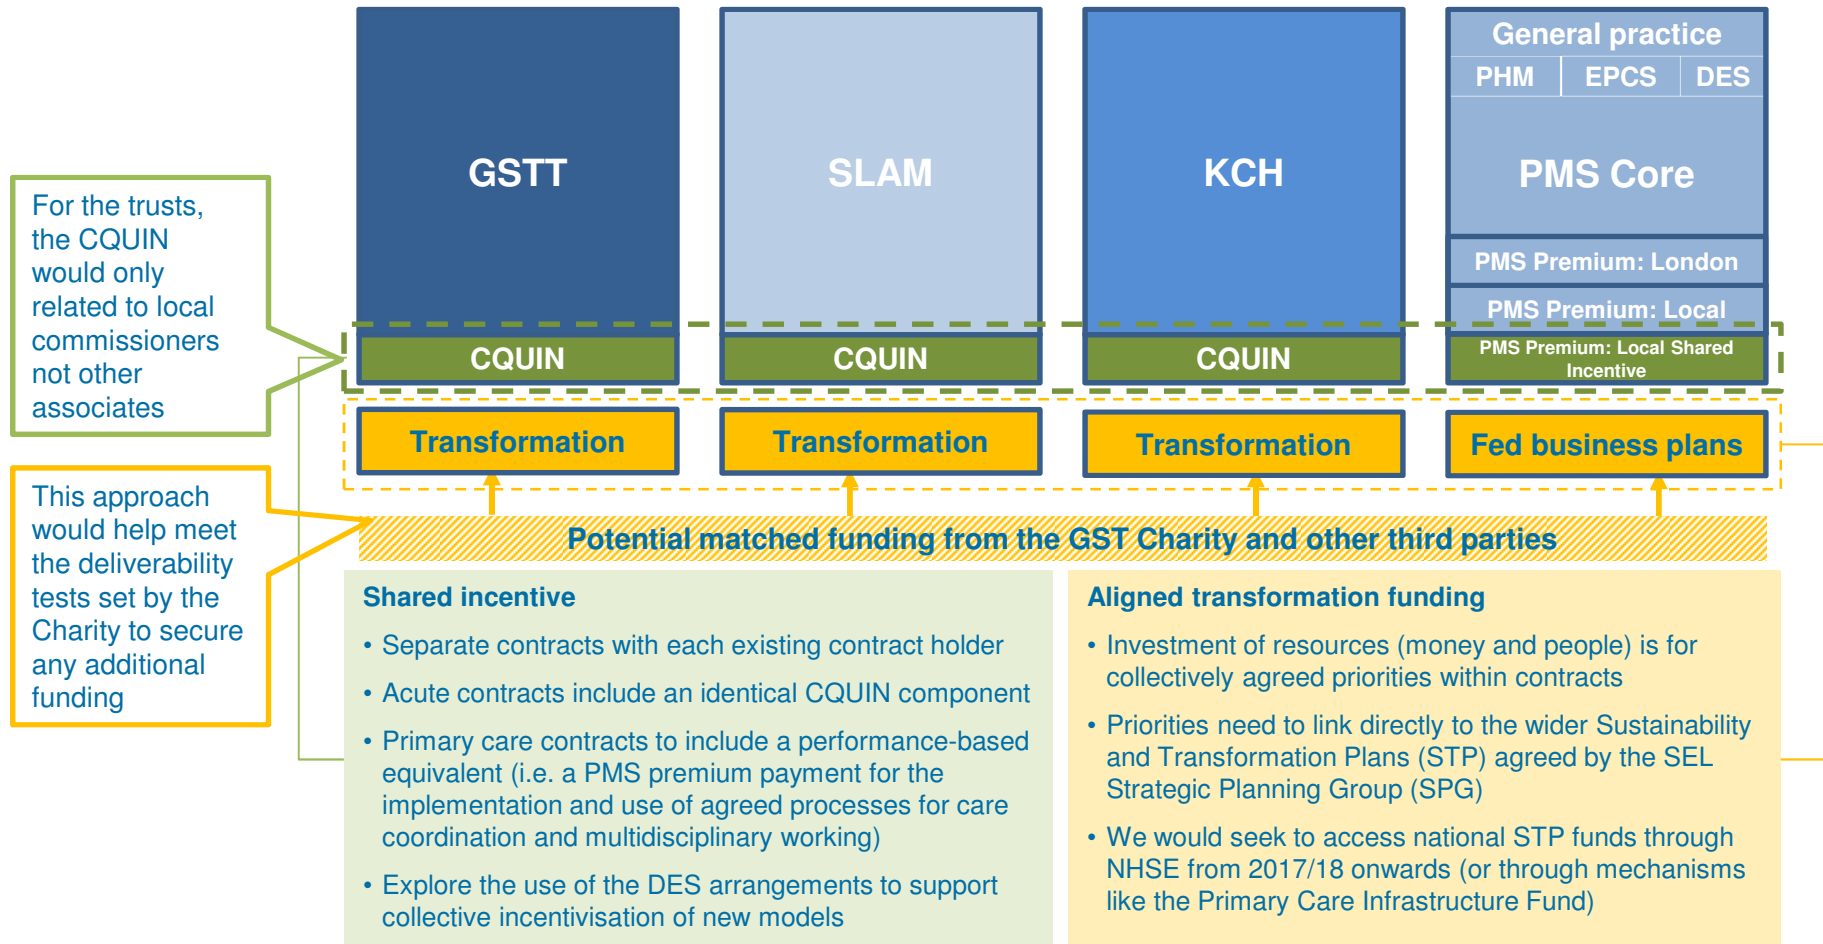 General practice
PHM
EPCS
DES
GSTT
SLAM
KCH
PMS Core
PMS Premium: London
PMS Premium: Local
CQUIN
CQUIN
CQUIN
PMS Premium: Local Shared
Incentive
For the trusts,
the CQUIN
would only
related to local
commissioners
not other
associates
Transformation
Transformation
Transformation
Fed business plans
This approach
would help meet
the deliverability
tests set by the
Charity to secure
any additional
funding
Potential matched funding from the GST Charity and other third parties
Shared incentive
• Separate contracts with each existing contract holder
• Acute contracts include an identical CQUIN component
• Primary care contracts to include a performance-based
equivalent (i.e. a PMS premium payment for the
implementation and use of agreed processes for care
coordination and multidisciplinary working)
• Explore the use of the DES arrangements to support
collective incentivisation of new models
Aligned transformation funding
• Investment of resources (money and people) is for
collectively agreed priorities within contracts
• Priorities need to link directly to the wider Sustainability
and Transformation Plans (STP) agreed by the SEL
Strategic Planning Group (SPG)
• We would seek to access national STP funds through
NHSE from 2017/18 onwards (or through mechanisms
like the Primary Care Infrastructure Fund)